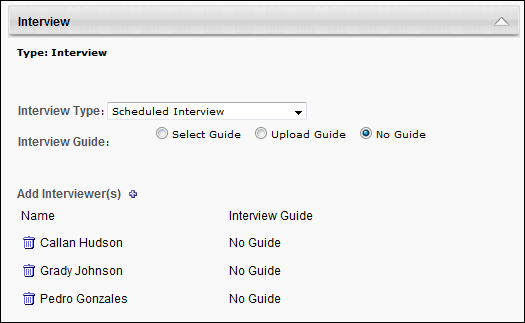 Interview
Type: Interview
Interview Type: Scheduled Interview
Interview Guide: Select Guide Upload Guide No Guide
Add Interviewer(s)
Name Interview Guide
Callan Hudson No Guide
Grady Johnson No Guide
Pedro Gonzales No Guide